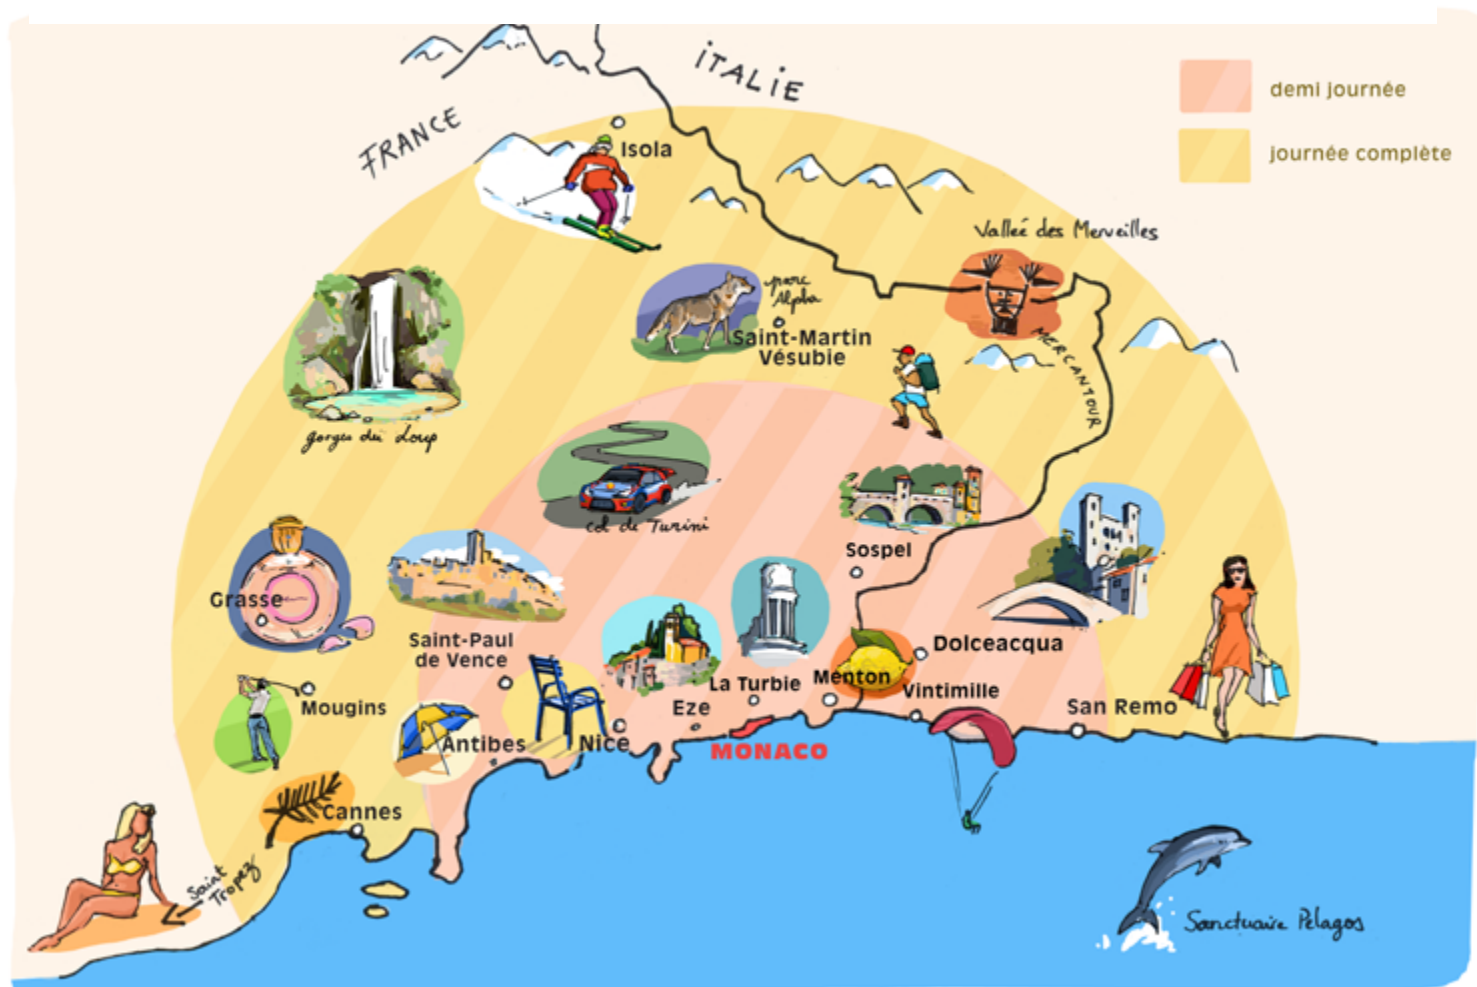 ITALIE
FRANCE
demi journée
journée complète
Isola
Valleé des Merveilles
parc
Alpha
Saint-Martin
Vésubie
MERCANTOUR
gorges du Loup
col de Turini
Sospel
Grasse
Saint-Paul
de Vence
Dolceacqua
La Turbie
Menton
Vintimille
Mougins
Eze
San Remo
Antibes
Nice
MONACO
Cannes
Saint
Tropez
Sanctuaire Pelagos